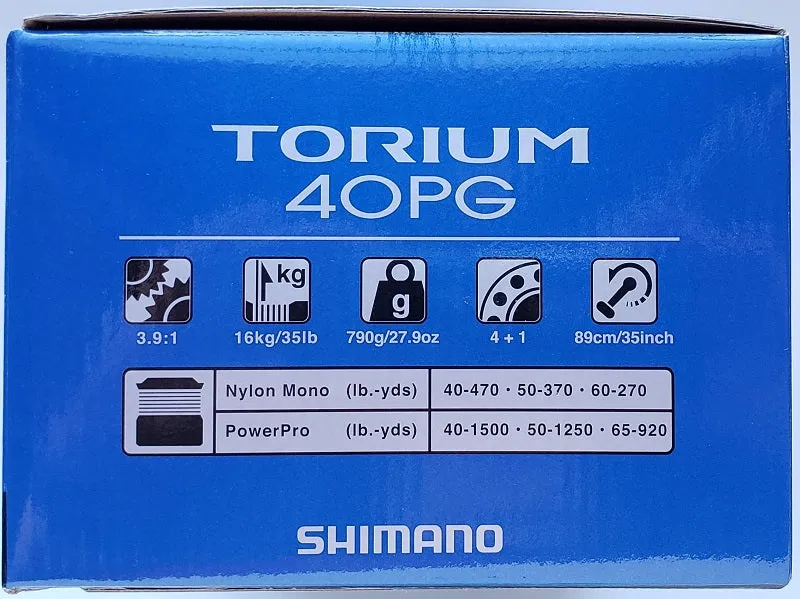 TORIUM
40PG
kg
g
3.9:1 16kg/35lb 790g/27.9oz 4 + 1 89cm/35inch
Nylon Mono (lb.-yds) 40-470・50-370・60-270
PowerPro (lb.-yds) 40-1500・50-1250・65-920
SHIMANO